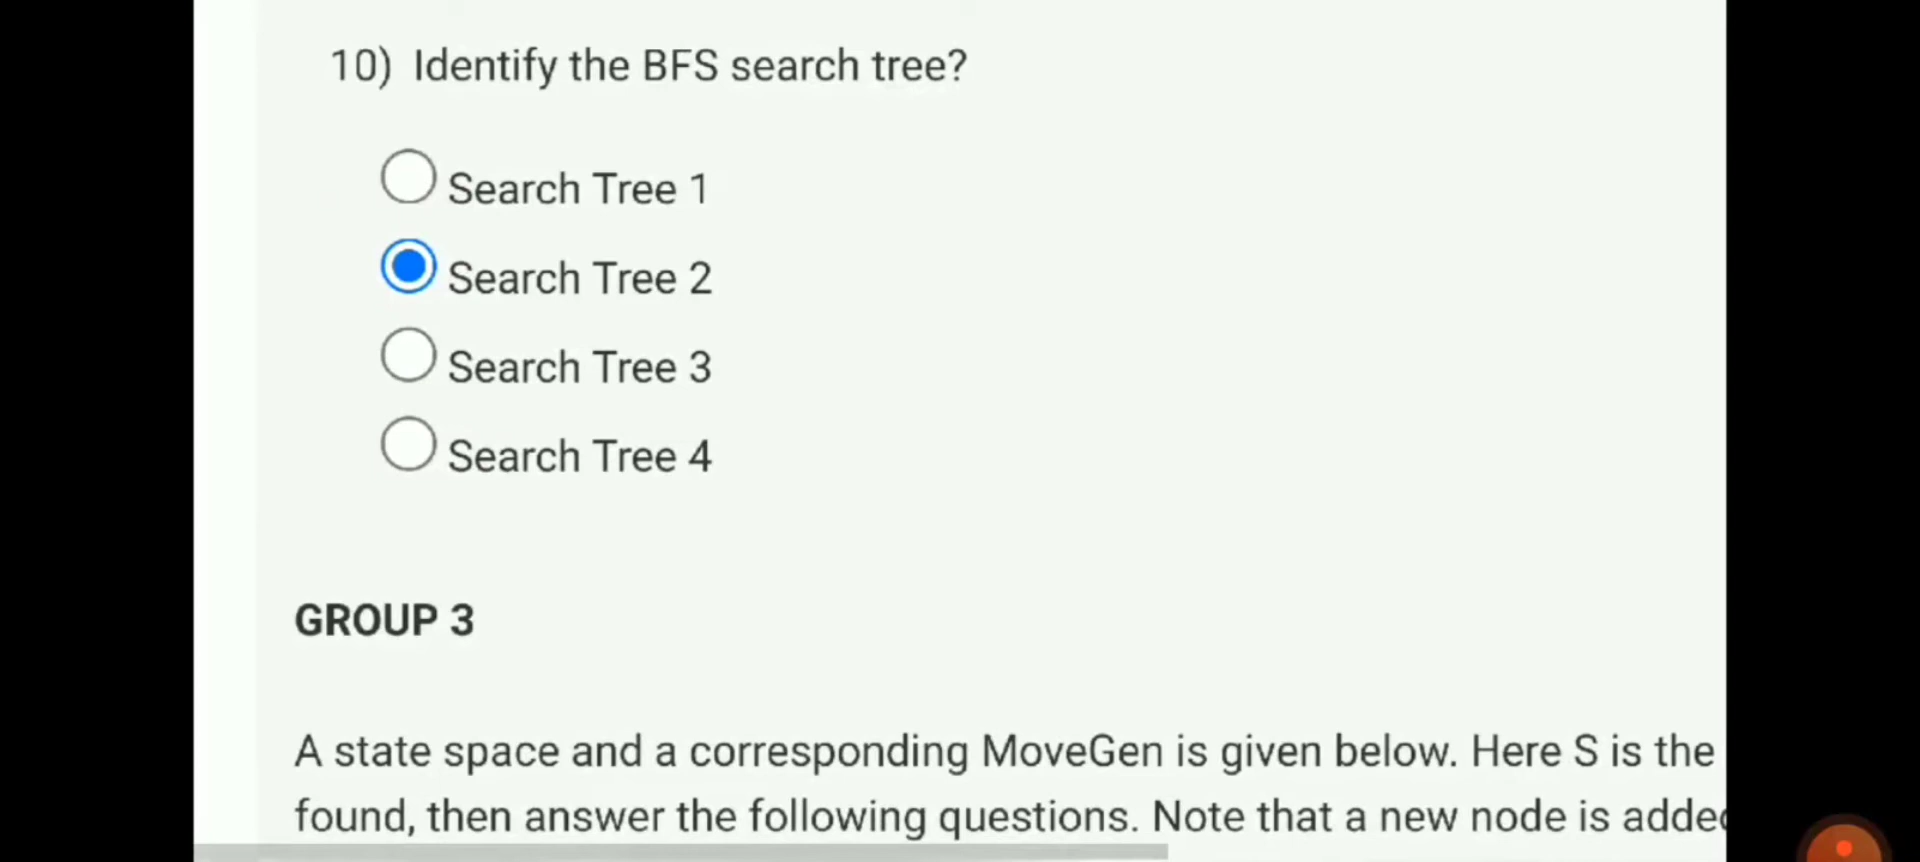 10) Identify the BFS search tree?
Search Tree 1
Search Tree 2
Search Tree 3
Search Tree 4
GROUP 3
A state space and a corresponding MoveGen is given below. Here S is the
found, then answer the following questions. Note that a new node is added